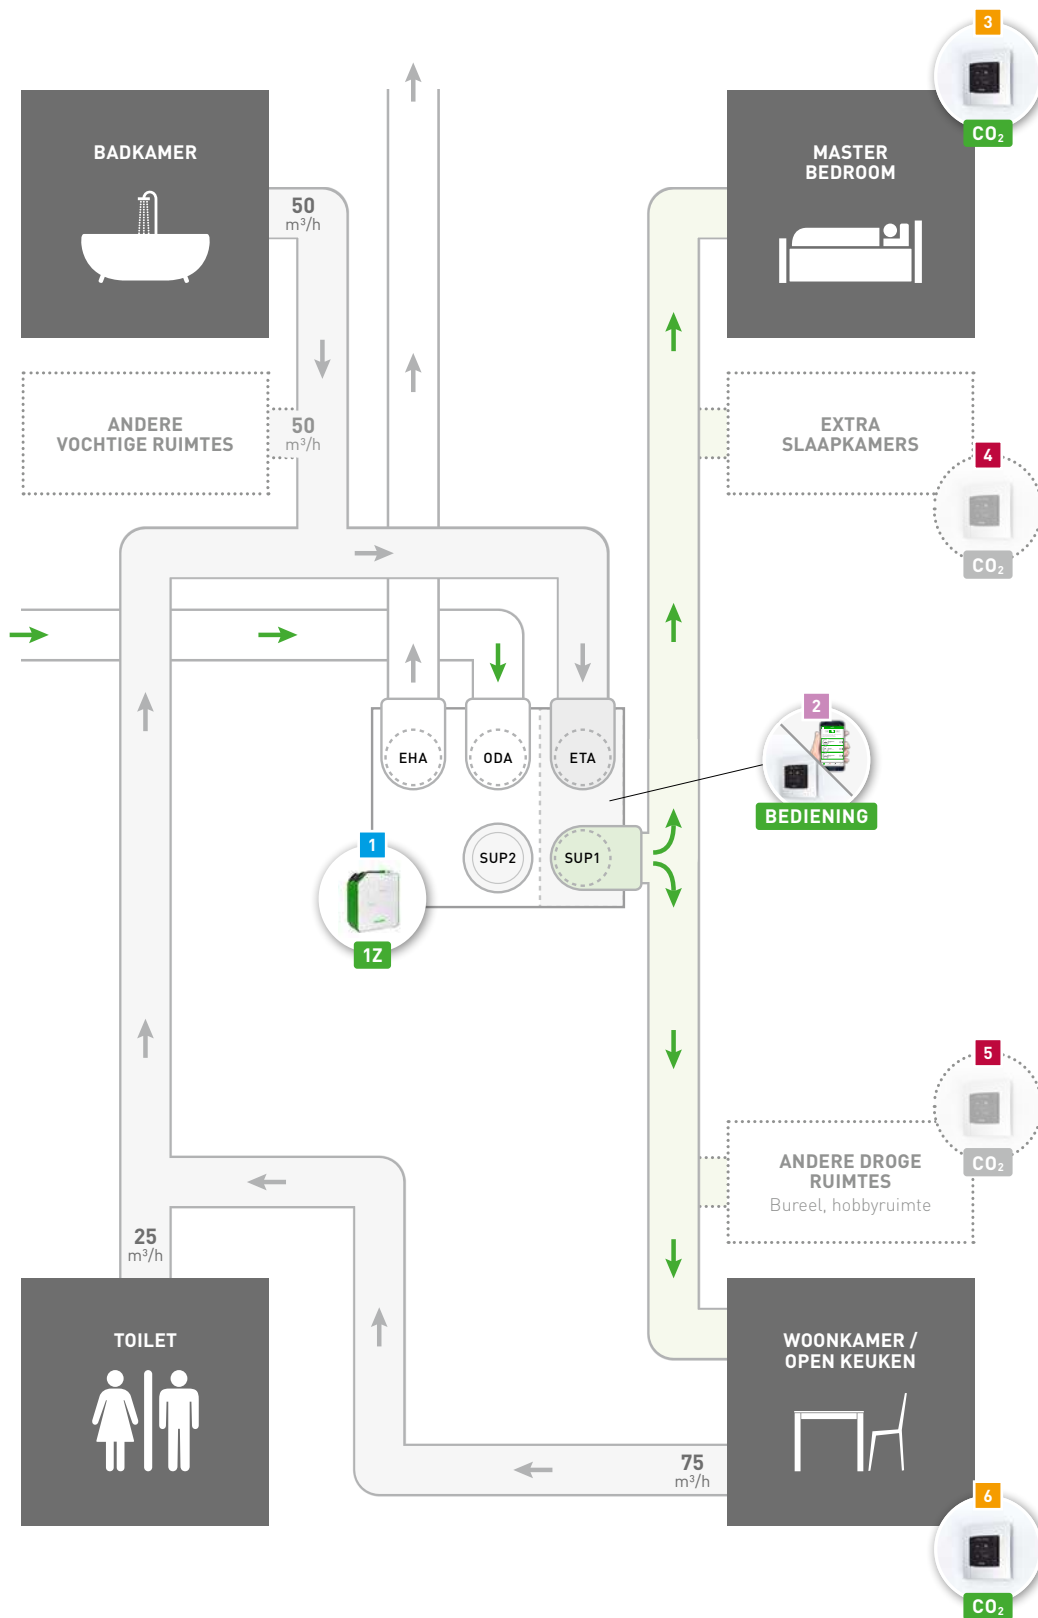 3
CO₂
BADKAMER
MASTER
BEDROOM
50
m³/h
ANDERE
VOCHTIGE RUIMTES
50
m³/h
EXTRA
SLAAPKAMERS
4
CO₂
EHA
ODA
ETA
2
BEDIENING
1
SUP2
SUP1
1Z
5
CO₂
ANDERE DROGE
RUIMTES
Bureel, hobbyruimte
25
m³/h
TOILET
WOONKAMER /
OPEN KEUKEN
75
m³/h
6
CO₂